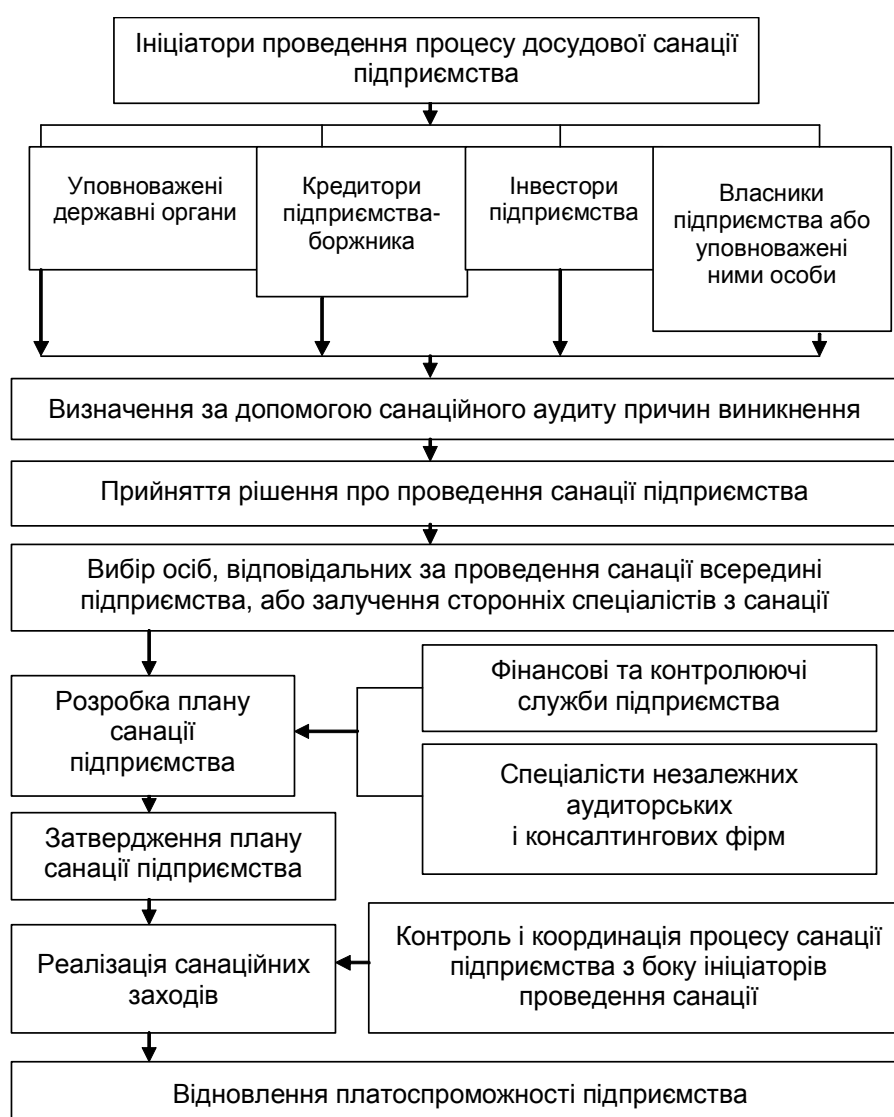 Ініціатори проведення процесу досудової санації
підприємства
Уповноважені
державні органи
Кредитори
підприємства-
боржника
Інвестори
підприємства
Власники
підприємства або
уповноважені
ними особи
Визначення за допомогою санаційного аудиту причин виникнення
Прийняття рішення про проведення санації підприємства
Вибір осіб, відповідальних за проведення санації всередині
підприємства, або залучення сторонніх спеціалістів з санації
Розробка плану
санації
підприємства
Фінансові та контролюючі
служби підприємства
Спеціалісти незалежних
аудиторських
і консалтингових фірм
Затвердження плану
санації підприємства
Реалізація санаційних
заходів
Контроль і координація процесу санації
підприємства з боку ініціаторів
проведення санації
Відновлення платоспроможності підприємства